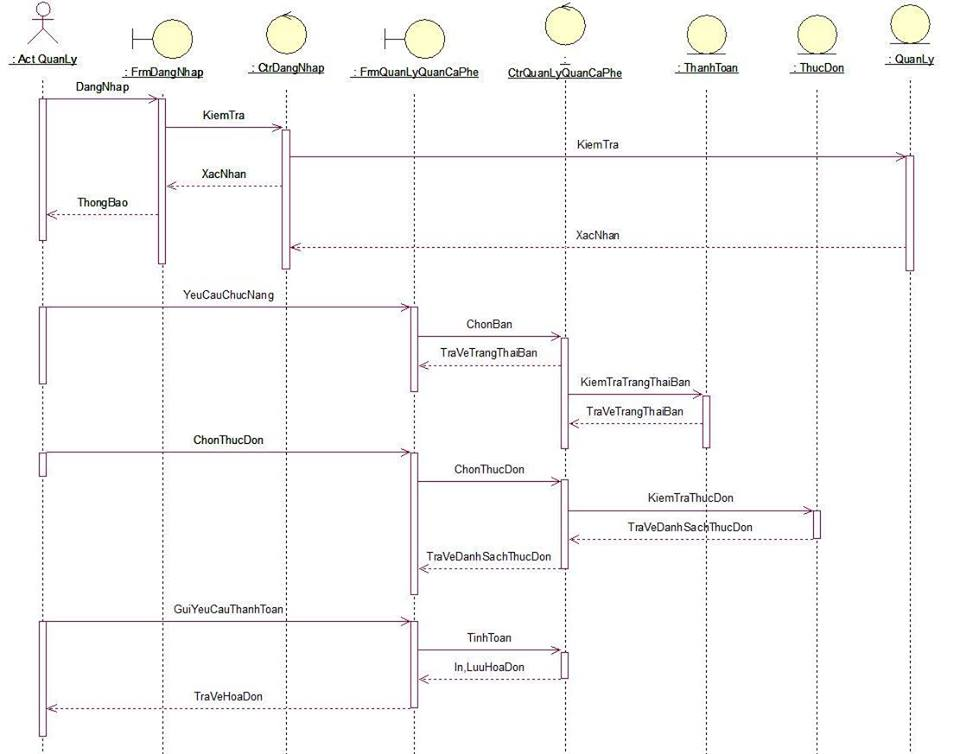 : Act QuanLy
: FrmDangNhap
: CtrDangNhap
: FrmQuanLyQuanCaPhe
:
CtrQuanLyQuanCaPhe
: ThanhToan
: ThucDon
: QuanLy
DangNhap
KiemTra
KiemTra
XacNhan
ThongBao
XacNhan
YeuCauChucNang
ChonBan
TraVeTrangThaiBan
KiemTraTrangThaiBan
TraVeTrangThaiBan
ChonThucDon
ChonThucDon
KiemTraThucDon
TraVeDanhSachThucDon
TraVeDanhSachThucDon
GuiYeuCauThanhToan
TinhToan
In,LuuHoaDon
TraVeHoaDon